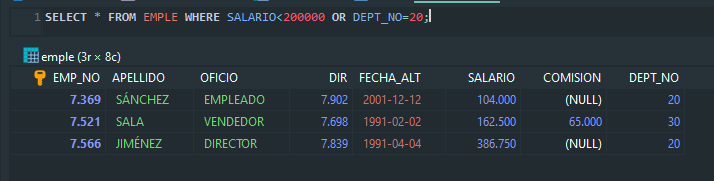 1 SELECT * FROM EMPLE WHERE SALARIO<200000 OR DEPT_NO=20;
emple (3r × 8c)
EMP_NO APELLIDO OFICIO DIR FECHA_ALT SALARIO COMISION DEPT_NO
7.369 SÁNCHEZ EMPLEADO 7.902 2001-12-12 104.000 (NULL) 20
7.521 SALA VENDEDOR 7.698 1991-02-02 162.500 65.000 30
7.566 JIMÉNEZ DIRECTOR 7.839 1991-04-04 386.750 (NULL) 20